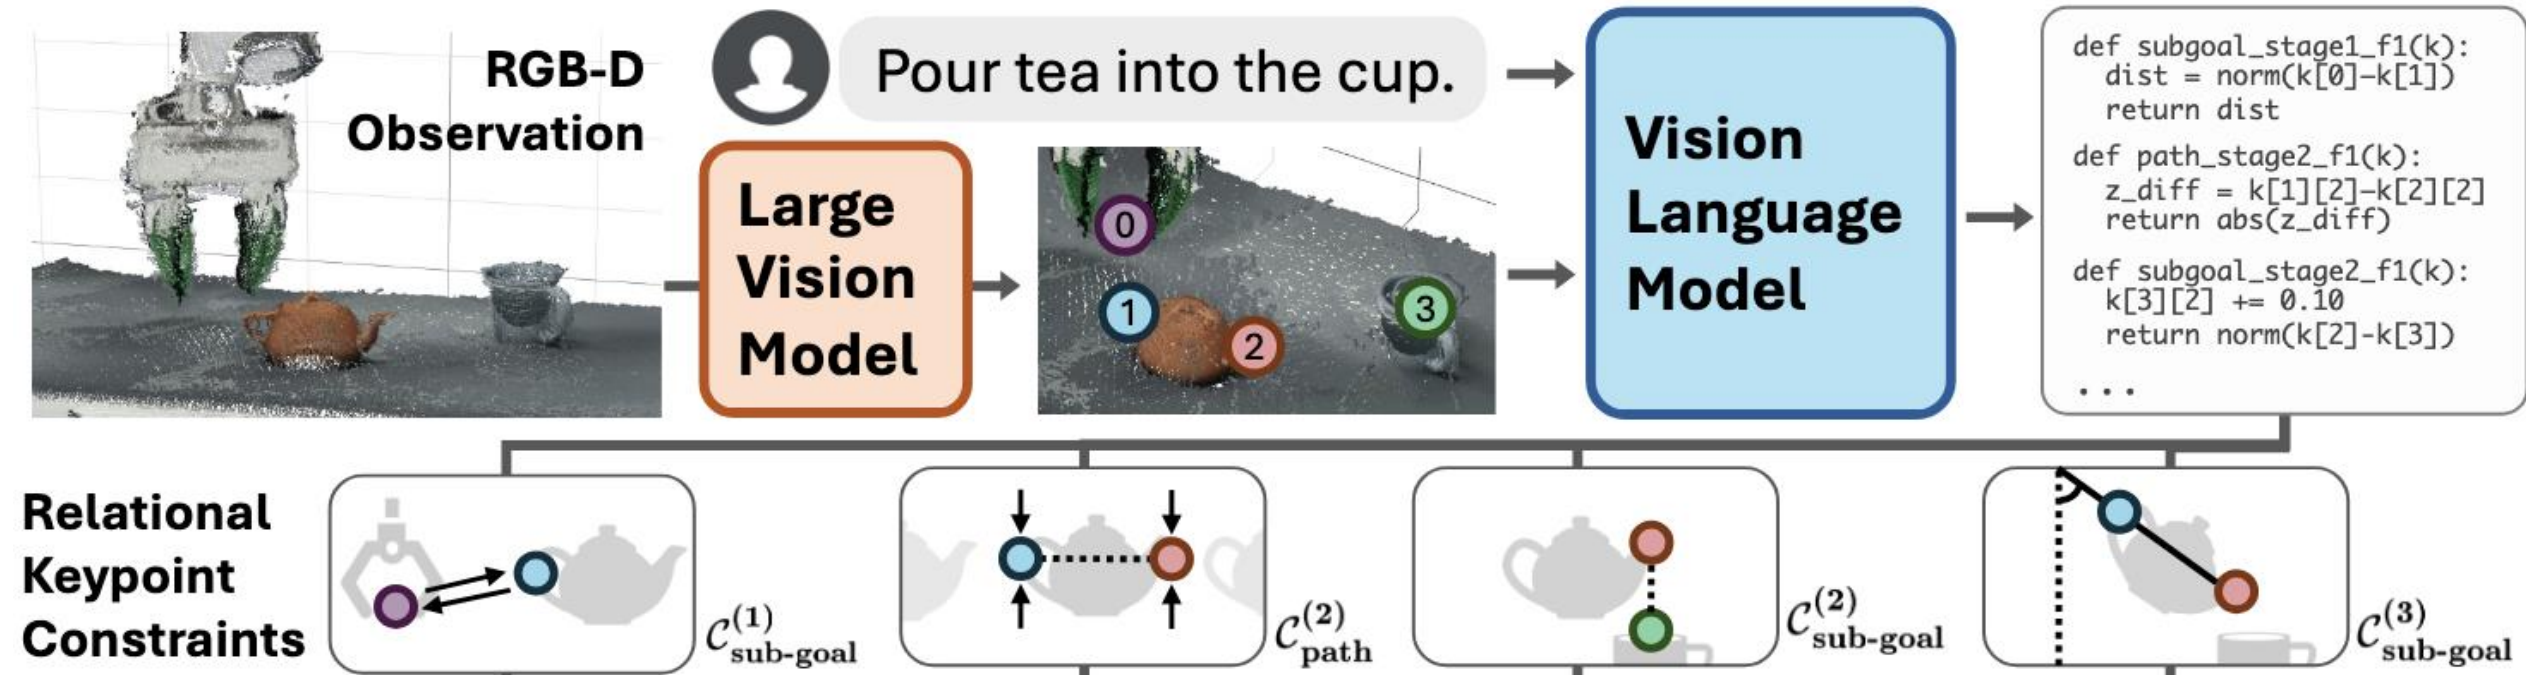 RGB-D
Observation
Pour tea into the cup.
Large
Vision
Model
0
1
2
3
Vision
Language
Model
def subgoal_stage1_f1(k):
dist = norm(k[0]-k[1])
return dist
def path_stage2_f1(k):
z_diff = k[1][2]-k[2][2]
return abs(z_diff)
def subgoal_stage2_f1(k):
k[3][2] += 0.10
return norm(k[2]-k[3])
...
Relational
Keypoint
Constraints
C^{(1)}_{sub-goal}
C^{(2)}_{path}
C^{(2)}_{sub-goal}
C^{(3)}_{sub-goal}